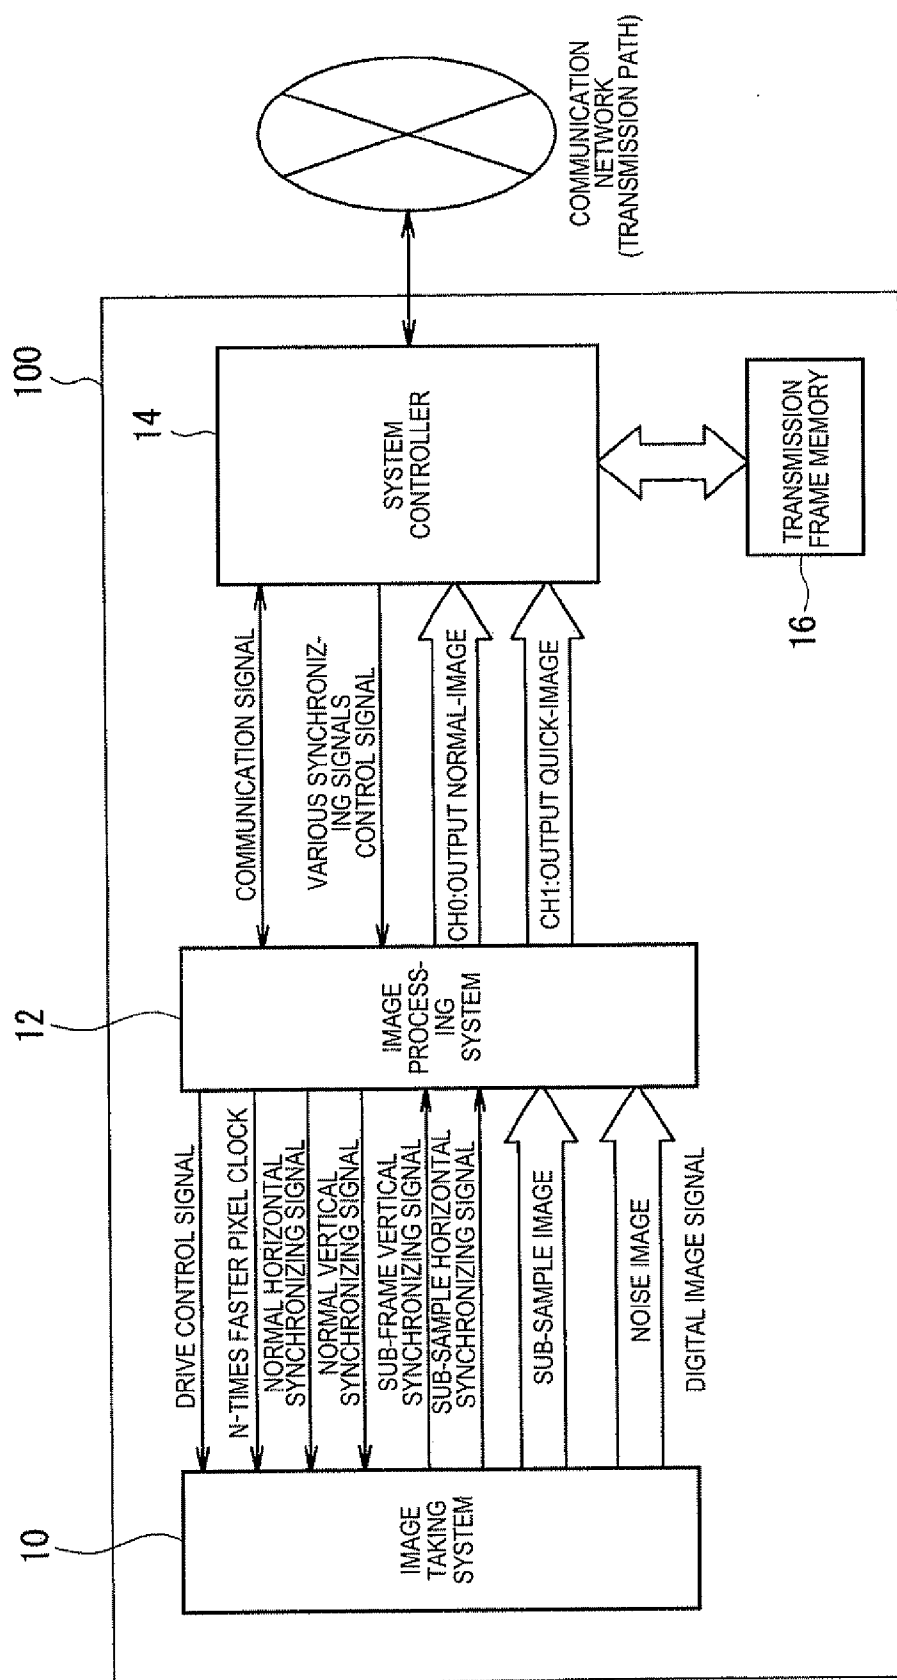 100
10
12
14
16
IMAGE
TAKING
SYSTEM
DRIVE CONTROL SIGNAL
N-TIMES FASTER PIXEL CLOCK
NORMAL HORIZONTAL
SYNCHRONIZING SIGNAL
NORMAL VERTICAL
SYNCHRONIZING SIGNAL
SUB-FRAME VERTICAL
SYNCHRONIZING SIGNAL
SUB-SAMPLE HORIZONTAL
SYNCHRONIZING SIGNAL
SUB-SAMPLE IMAGE
NOISE IMAGE
DIGITAL IMAGE SIGNAL
IMAGE
PROCESS-
ING
SYSTEM
COMMUNICATION SIGNAL
VARIOUS SYNCHRONIZ-
ING SIGNALS
CONTROL SIGNAL
CH0:OUTPUT NORMAL-IMAGE
CH1:OUTPUT QUICK-IMAGE
SYSTEM
CONTROLLER
TRANSMISSION
FRAME MEMORY
COMMUNICATION
NETWORK
(TRANSMISSION PATH)